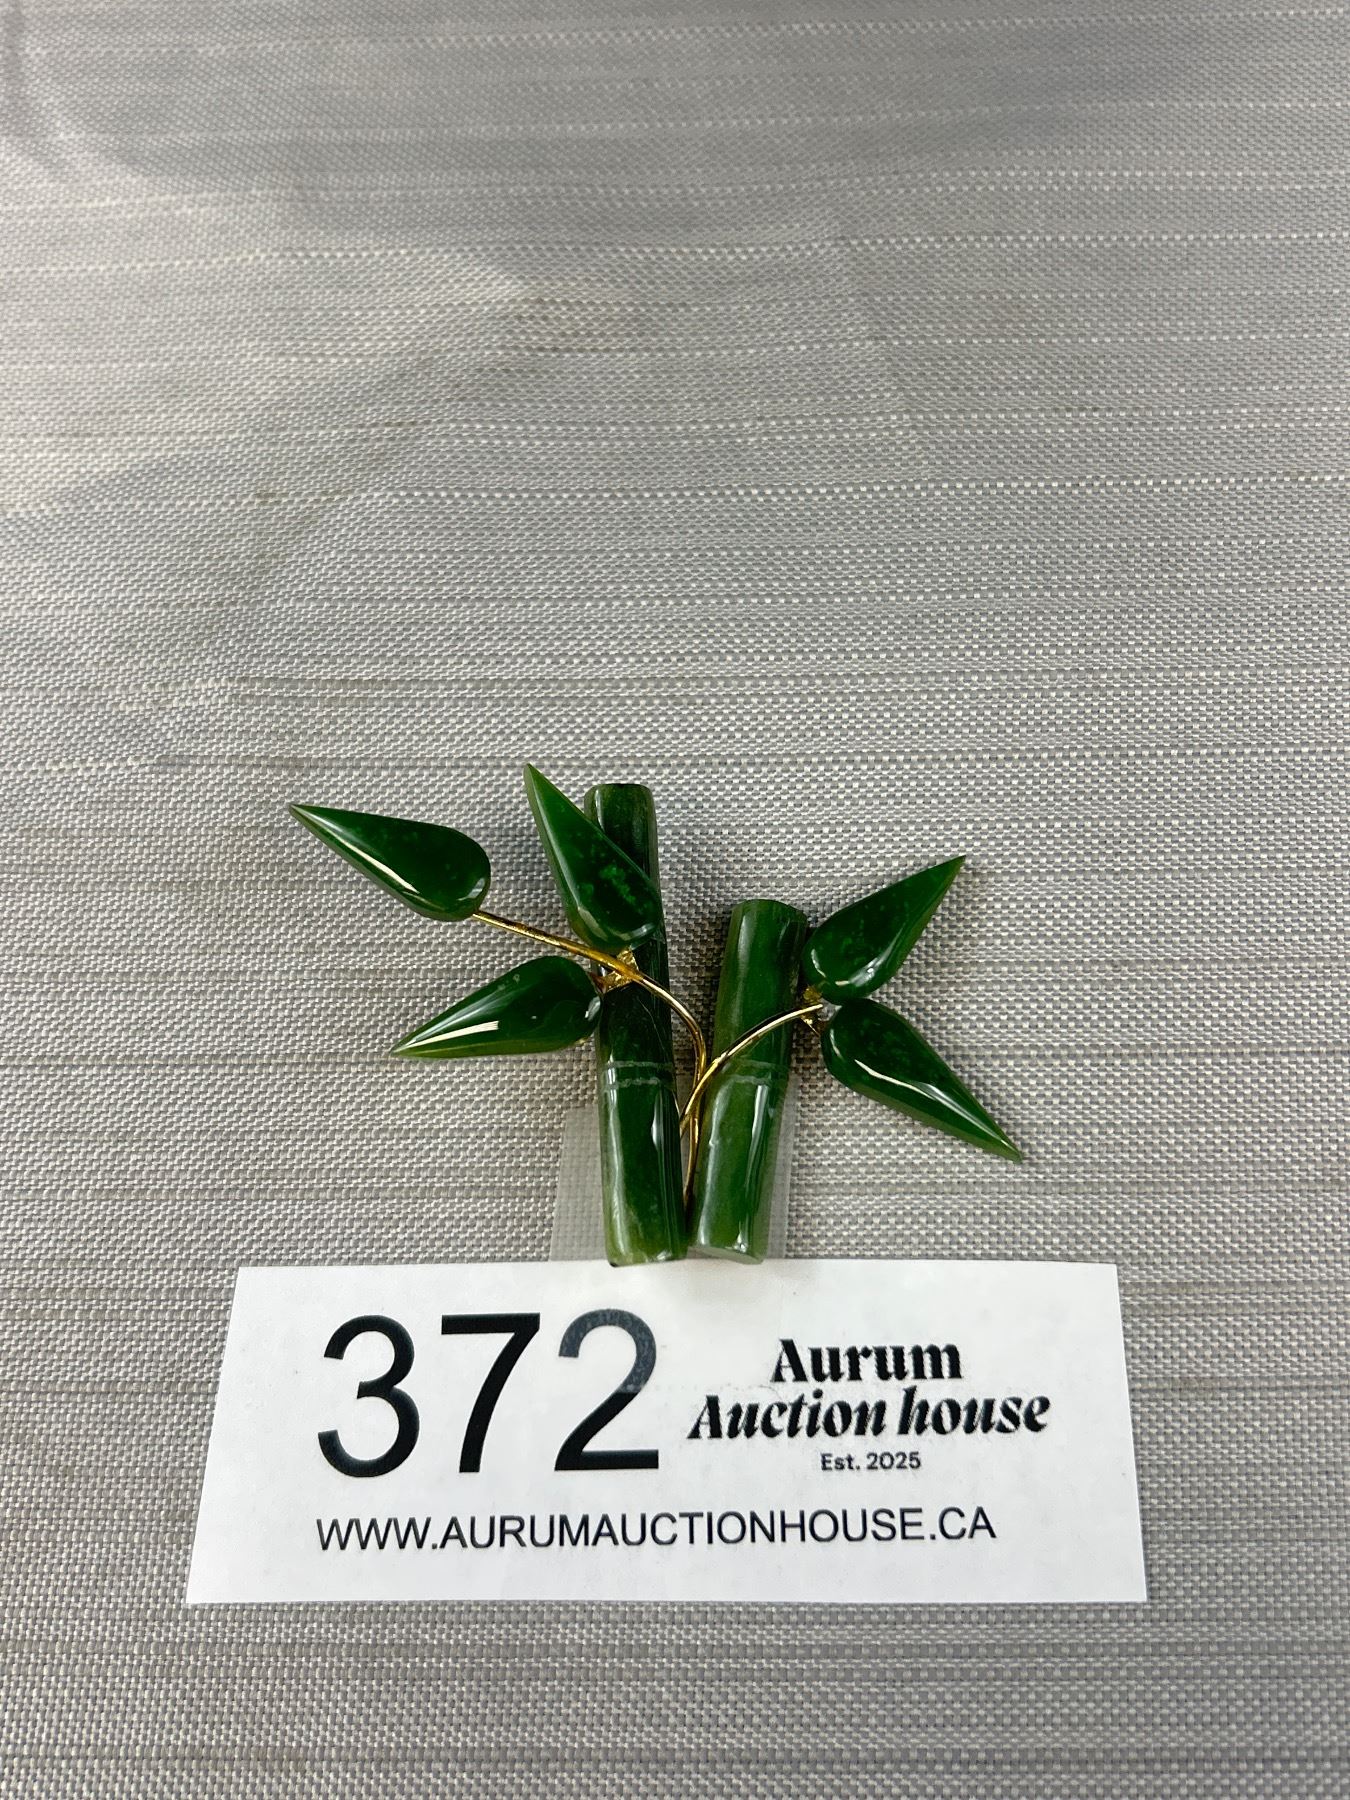 372
Aurum
Auction house
Est. 2025
WWW.AURUMAUCTIONHOUSE.CA